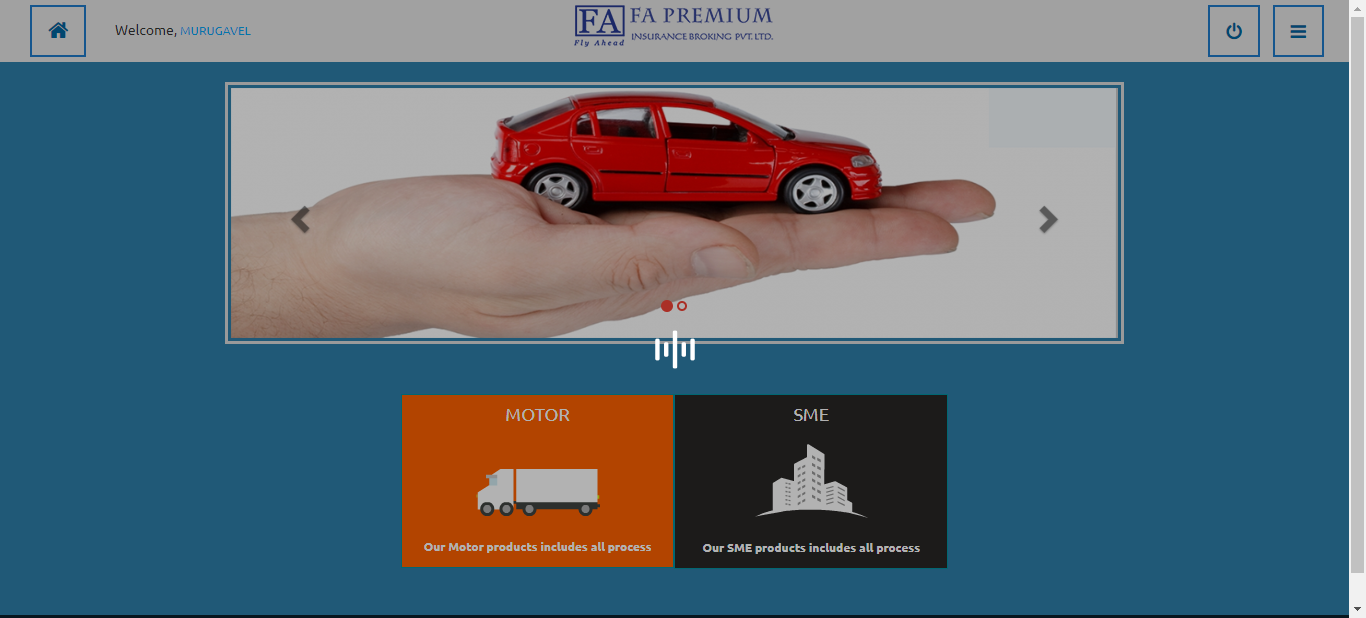 Welcome, MURUGAVEL
FA
Fly Ahead
FA PREMIUM
INSURANCE BROKING PVT. LTD.
MOTOR
SME
Our Motor products includes all process
Our SME products includes all process